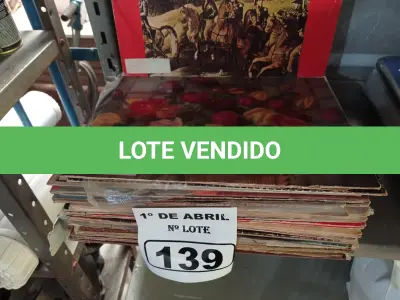 LOTE VENDIDO
1º DE ABRIL
Nº LOTE
139